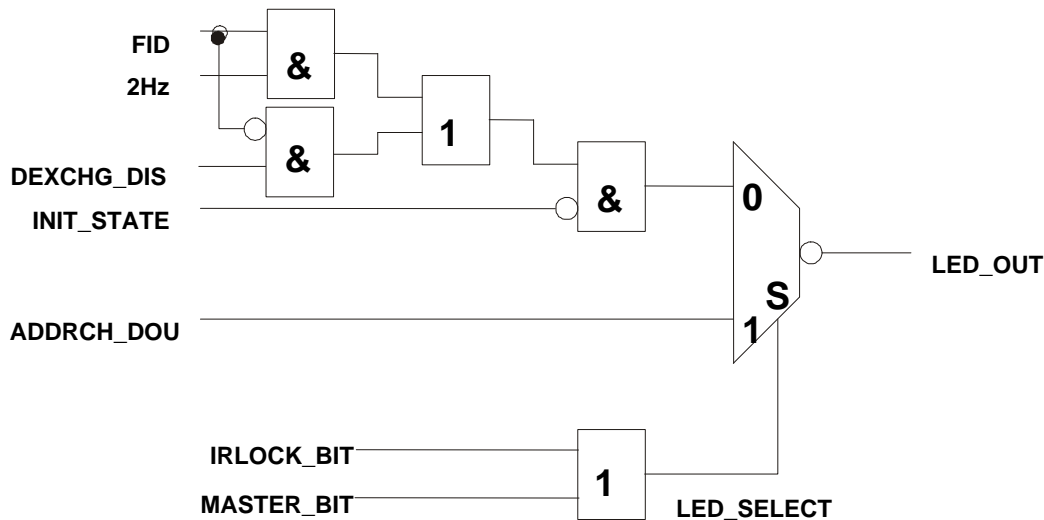 FID
&
2Hz
1
&
DEXCHG_DIS
&
0
INIT_STATE
LED_OUT
S
ADDRCH_DOU
1
IRLOCK_BIT
1
MASTER_BIT
LED_SELECT